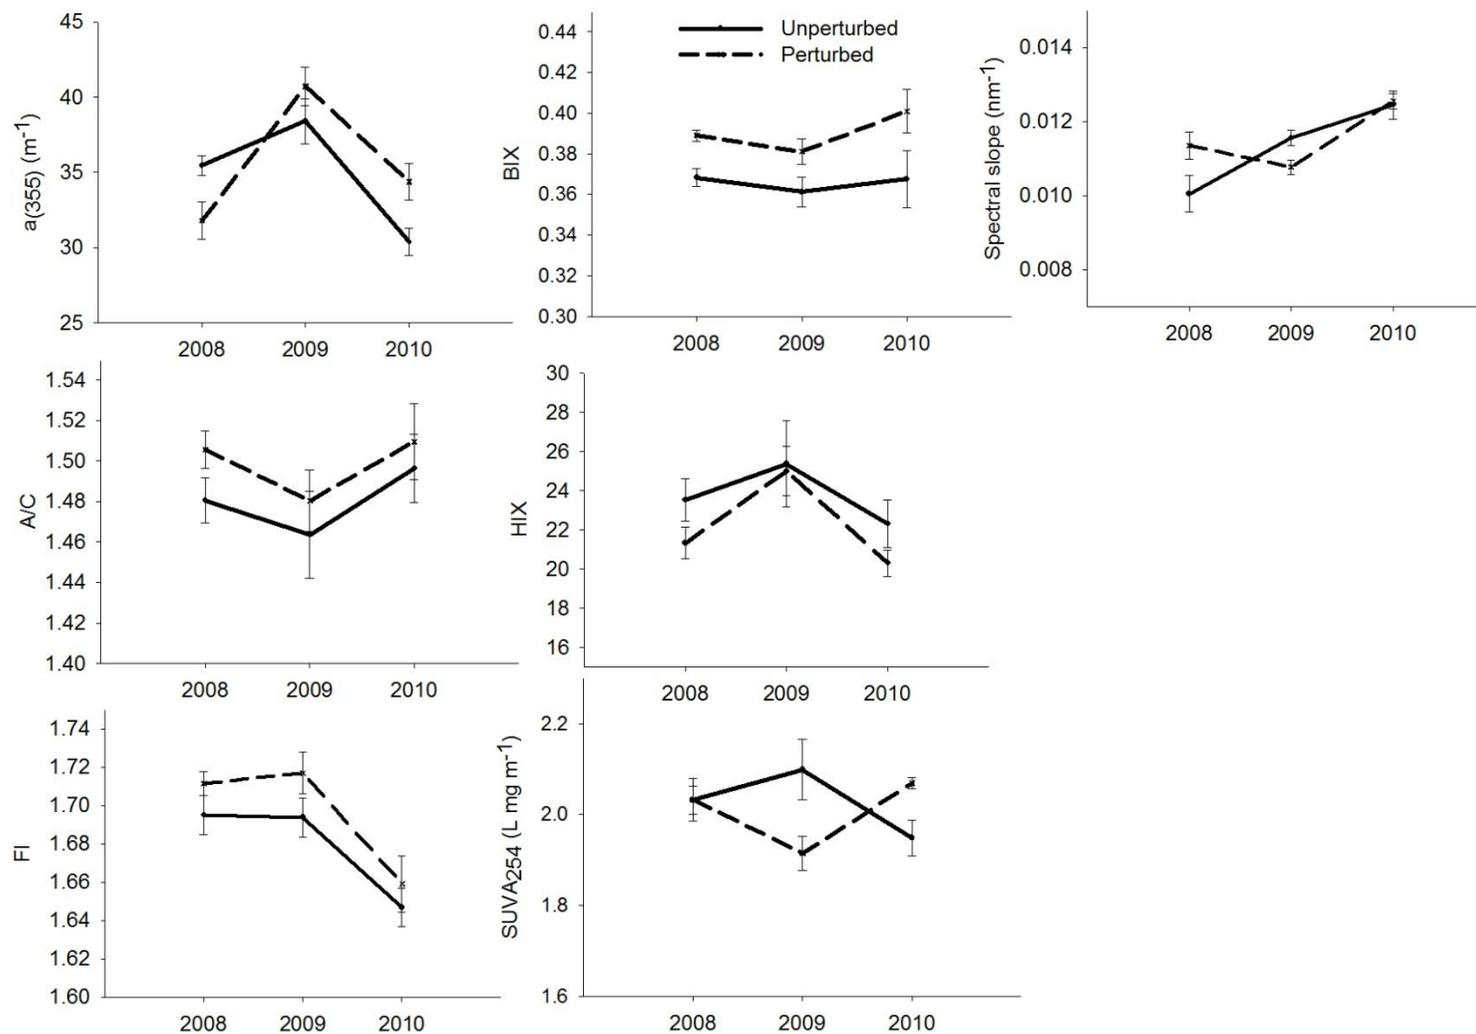 a(355) (m-1)
45
40
35
30
25
2008 2009 2010
BIX
0.44
0.42
0.40
0.38
0.36
0.34
0.32
0.30
2008 2009 2010
Unperturbed
Perturbed
Spectral slope (nm-1)
0.014
0.012
0.010
0.008
2008 2009 2010
A/C
1.54
1.52
1.50
1.48
1.46
1.44
1.42
1.40
2008 2009 2010
HIX
30
28
26
24
22
20
18
16
2008 2009 2010
FI
1.74
1.72
1.70
1.68
1.66
1.64
1.62
1.60
2008 2009 2010
SUVA254 (L mg m-1)
2.2
2.0
1.8
1.6
2008 2009 2010